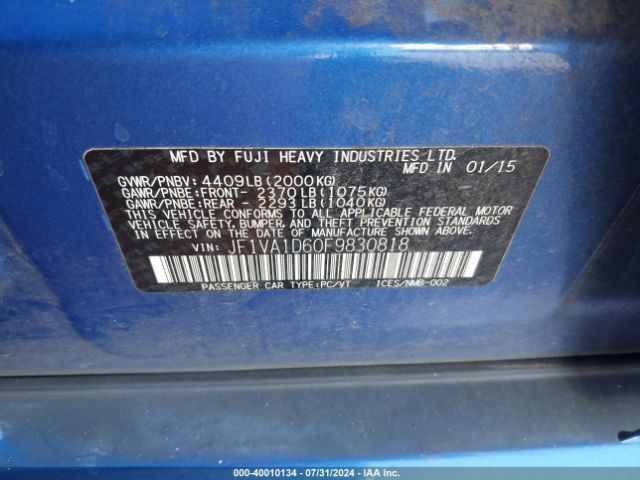 MFD BY FUJI HEAVY INDUSTRIES LTD.
MFD IN 01/15
GVWR/PNBV: 4409LB(2000KG)
GAWR/PNBE:FRONT- 2370LB(1075KG)
GAWR/PNBE:REAR - 2293LB(1040KG)
THIS VEHICLE CONFORMS TO ALL APPLICABLE FEDERAL MOTOR
VEHICLE SAFETY, BUMPER, AND THEFT PREVENTION STANDARDS
IN EFFECT ON THE DATE OF MANUFACTURE SHOWN ABOVE.
VIN: JF1VA1D60F9830818
PASSENGER CAR TYPE:PC/VT ICES/NMB-002
000-40010134 - 07/31/2024 - IAA Inc.